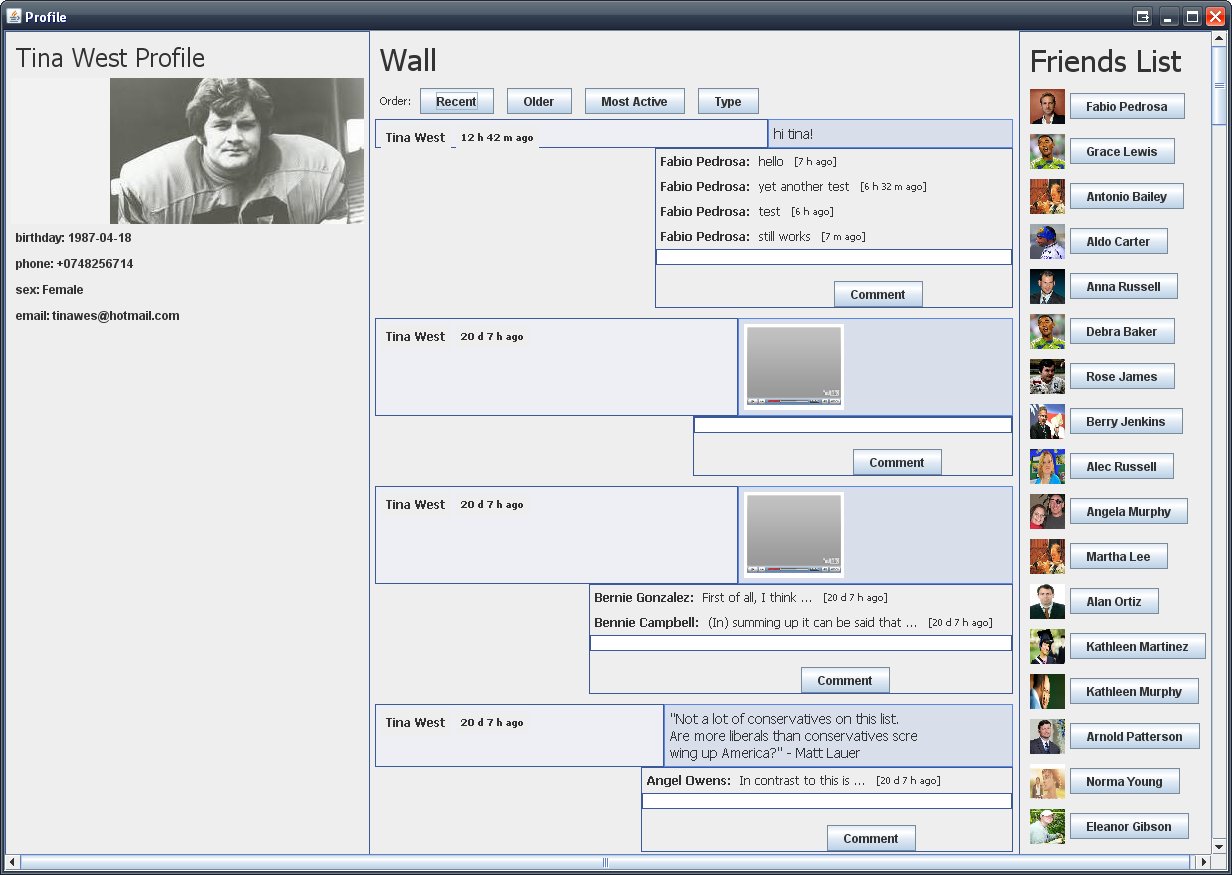 Profile
Tina West Profile
birthday: 1987-04-18
phone: +0748256714
sex: Female
email: tinawes@hotmail.com
Wall
Order: Recent Older Most Active Type
Tina West 12 h 42 m ago hi tina!
Fabio Pedrosa: hello [7 h ago]
Fabio Pedrosa: yet another test [6 h 32 m ago]
Fabio Pedrosa: test [6 h ago]
Fabio Pedrosa: still works [7 m ago]
Comment
Tina West 20 d 7 h ago
Comment
Tina West 20 d 7 h ago
Bernie Gonzalez: First of all, I think ... [20 d 7 h ago]
Bennie Campbell: (In) summing up it can be said that ... [20 d 7 h ago]
Comment
Tina West 20 d 7 h ago
"Not a lot of conservatives on this list.
Are more liberals than conservatives scre
wing up America?" - Matt Lauer
Angel Owens: In contrast to this is ... [20 d 7 h ago]
Comment
Friends List
Fabio Pedrosa
Grace Lewis
Antonio Bailey
Aldo Carter
Anna Russell
Debra Baker
Rose James
Berry Jenkins
Alec Russell
Angela Murphy
Martha Lee
Alan Ortiz
Kathleen Martinez
Kathleen Murphy
Arnold Patterson
Norma Young
Eleanor Gibson